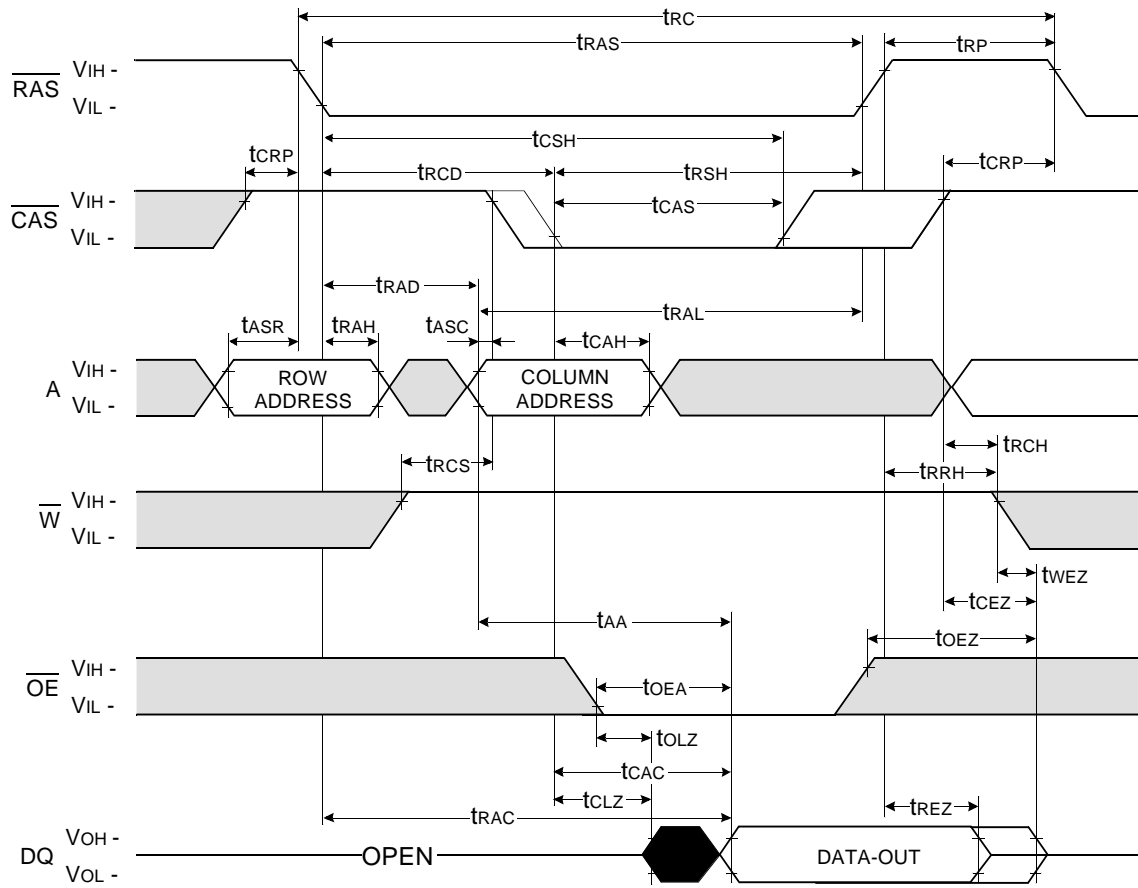 tRC
tRAS
tRP
RAS
VIH -
VIL -
tCSH
tCRP
tRCD
tRSH
tCRP
CAS
VIH -
VIL -
tCAS
tRAD
tRAL
tASR
tRAH
tASC
tCAH
A
VIH -
VIL -
ROW
ADDRESS
COLUMN
ADDRESS
tRCH
tRCS
tRRH
W
VIH -
VIL -
tWEZ
tCEZ
tAA
tOEZ
OE
VIH -
VIL -
tOEA
tOLZ
tCAC
tCLZ
tREZ
tRAC
DQ
VOH -
VOL -
OPEN
DATA-OUT